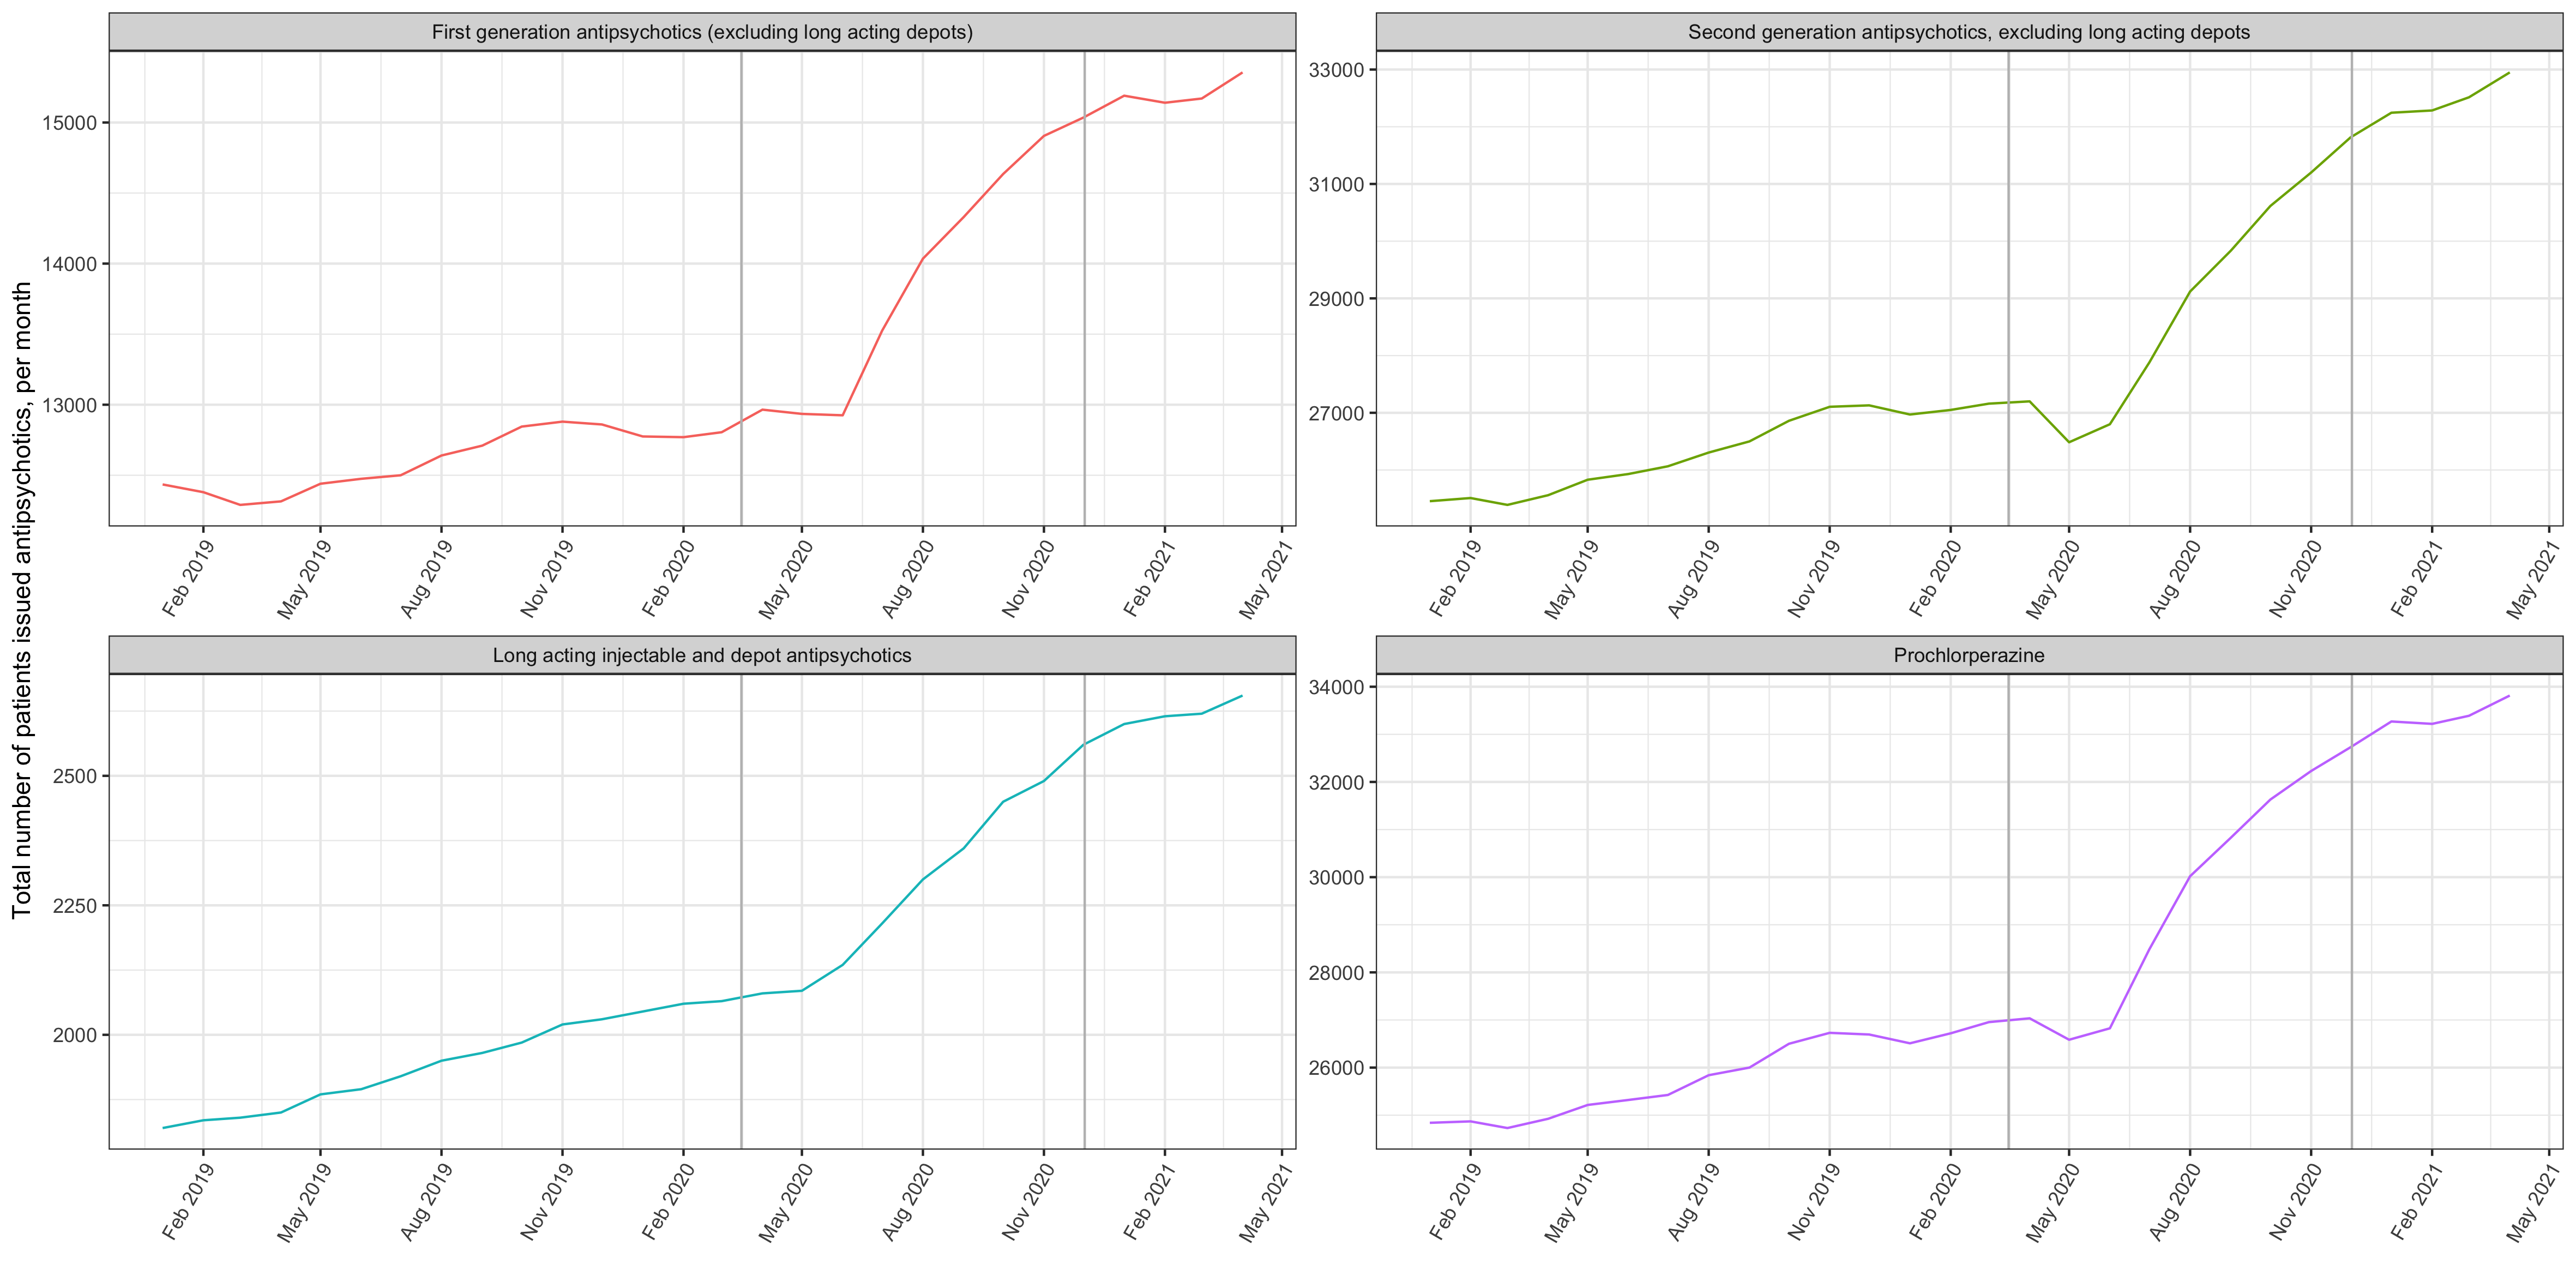 Total number of patients issued antipsychotics, per month
First generation antipsychotics (excluding long acting depots)
15000
14000
13000
Feb 2019
May 2019
Aug 2019
Nov 2019
Feb 2020
May 2020
Aug 2020
Nov 2020
Feb 2021
May 2021
Second generation antipsychotics, excluding long acting depots
33000
31000
29000
27000
Feb 2019
May 2019
Aug 2019
Nov 2019
Feb 2020
May 2020
Aug 2020
Nov 2020
Feb 2021
May 2021
Long acting injectable and depot antipsychotics
2500
2250
2000
Feb 2019
May 2019
Aug 2019
Nov 2019
Feb 2020
May 2020
Aug 2020
Nov 2020
Feb 2021
May 2021
Prochlorperazine
34000
32000
30000
28000
26000
Feb 2019
May 2019
Aug 2019
Nov 2019
Feb 2020
May 2020
Aug 2020
Nov 2020
Feb 2021
May 2021